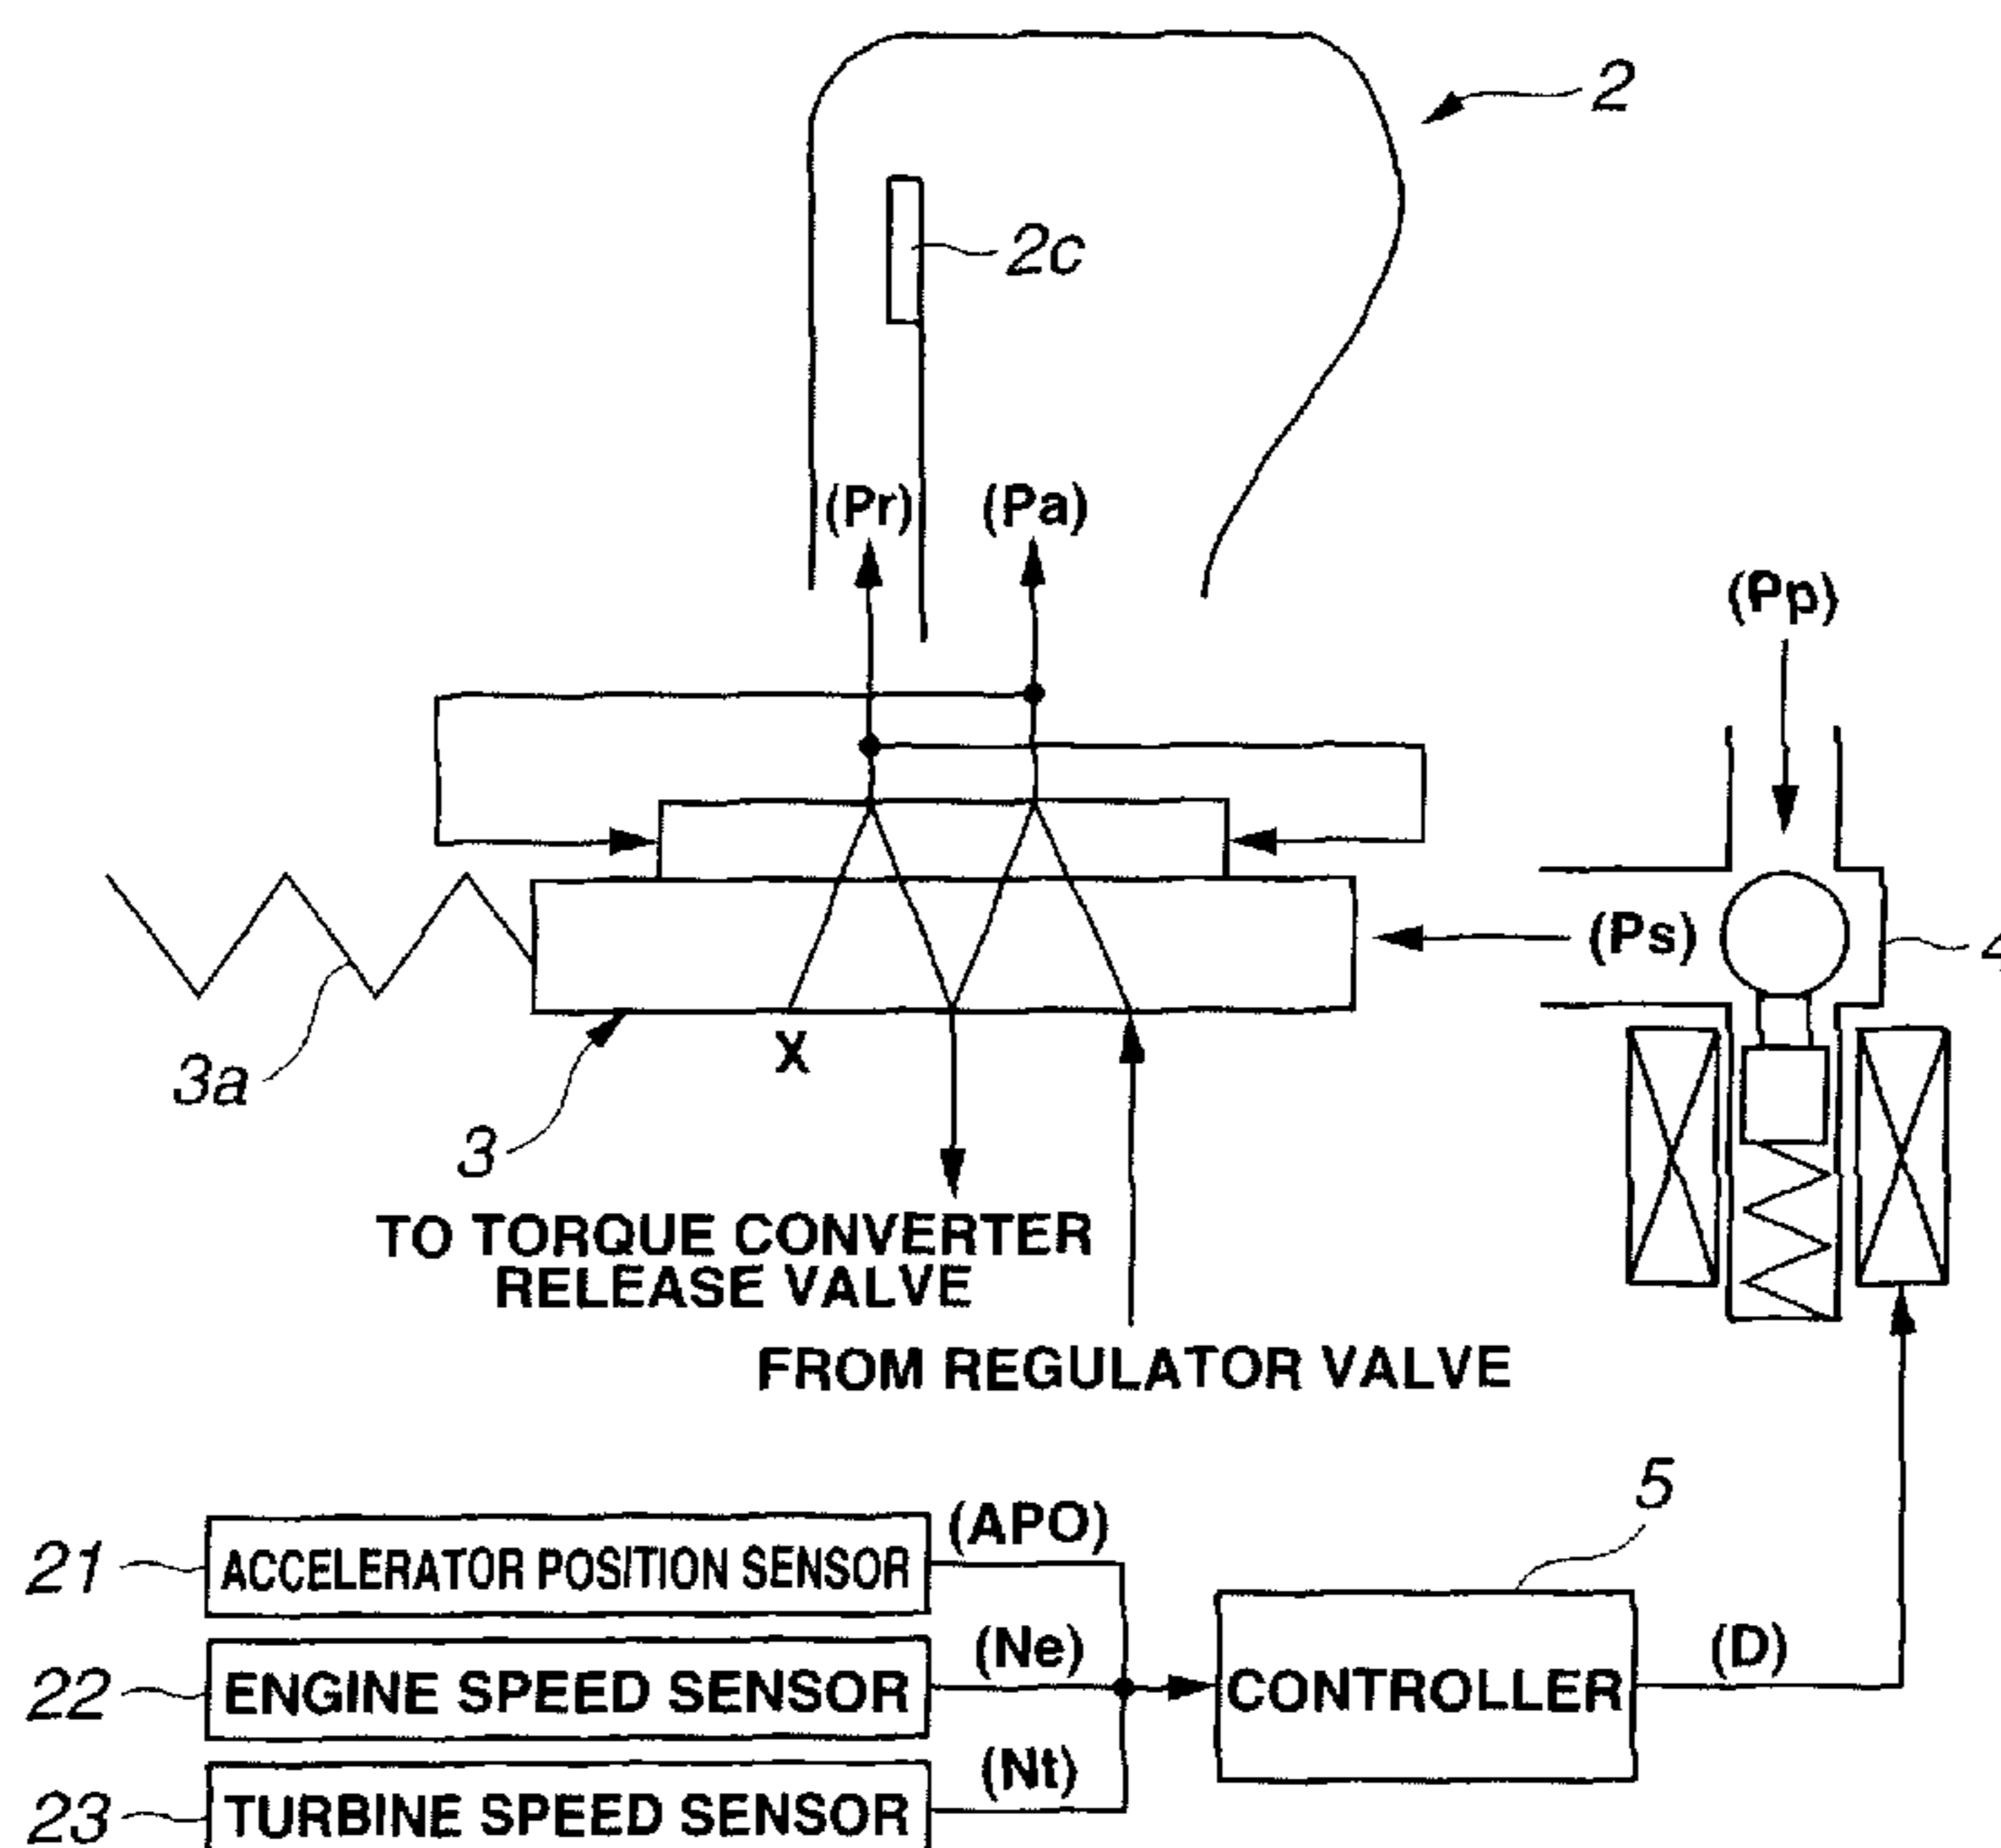 2
2c
(Pr)
(Pa)
(Pp)
(Ps)
4
3a
X
3
TO TORQUE CONVERTER
RELEASE VALVE
FROM REGULATOR VALVE
5
21
ACCELERATOR POSITION SENSOR
(APO)
22
ENGINE SPEED SENSOR
(Ne)
CONTROLLER
(D)
23
TURBINE SPEED SENSOR
(Nt)